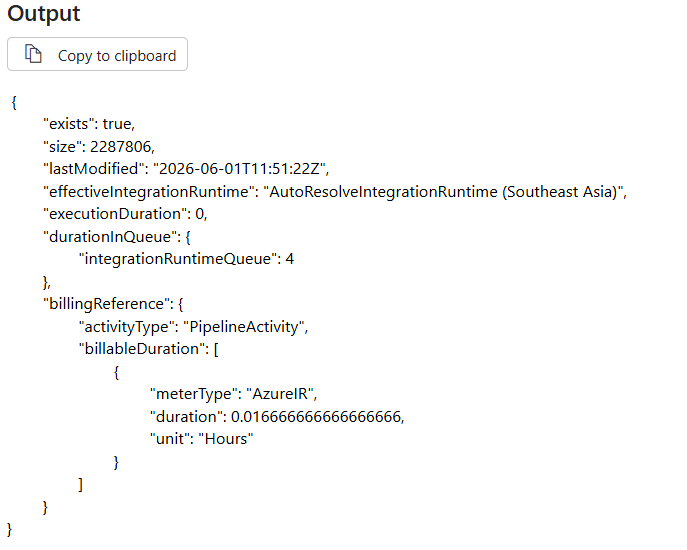 Output
Copy to clipboard
{
"exists": true,
"size": 2287806,
"lastModified": "2026-06-01T11:51:22Z",
"effectiveIntegrationRuntime": "AutoResolveIntegrationRuntime (Southeast Asia)",
"executionDuration": 0,
"durationInQueue": {
"integrationRuntimeQueue": 4
},
"billingReference": {
"activityType": "PipelineActivity",
"billableDuration": [
{
"meterType": "AzureIR",
"duration": 0.016666666666666666,
"unit": "Hours"
}
]
}
}